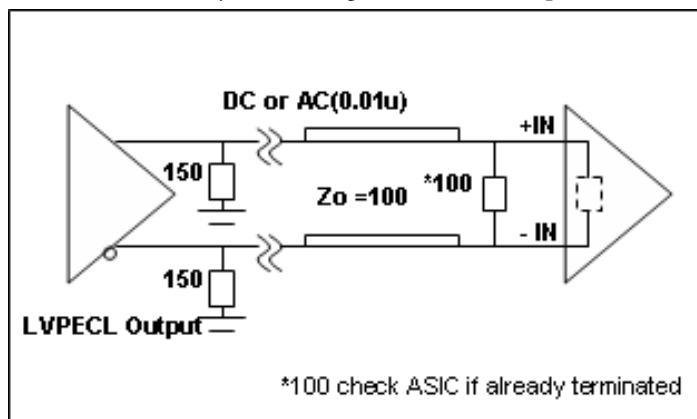 DC or AC(0.01u)
+IN
150
Zo =100
*100
- IN
150
LVPECL Output
*100 check ASIC if already terminated